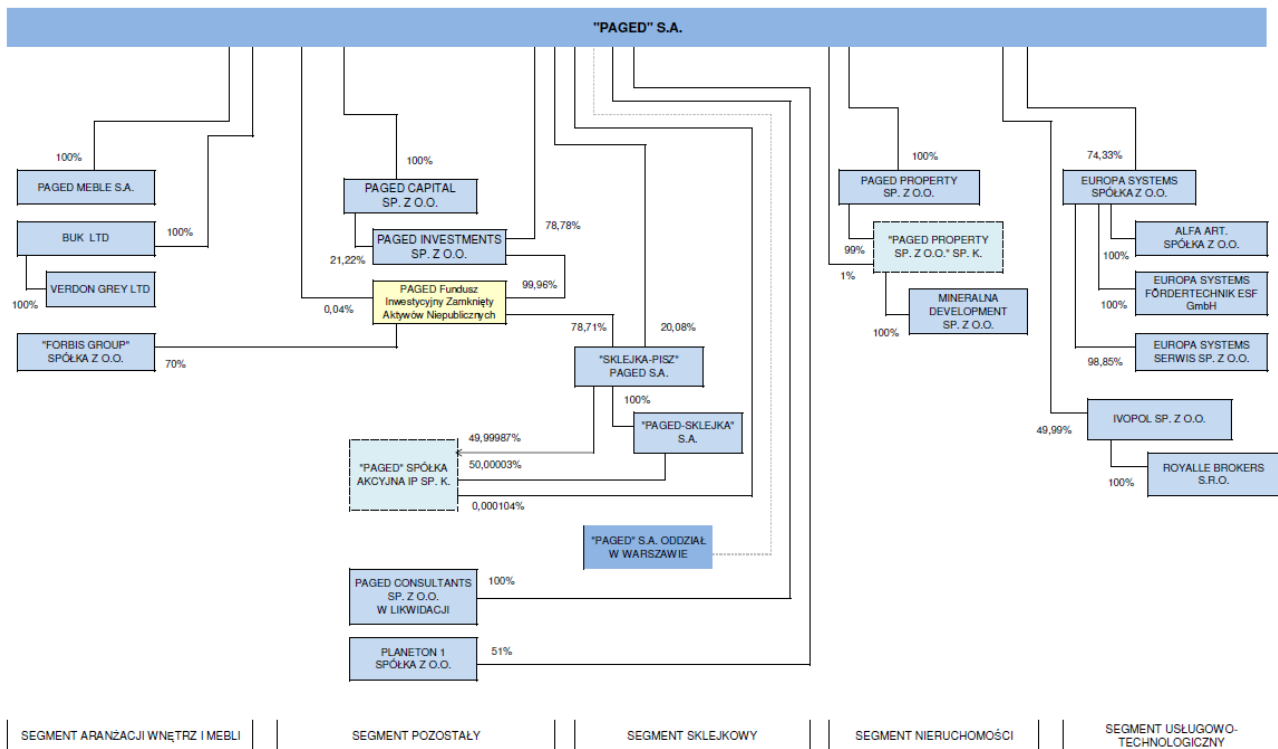 "PAGED" S.A.
100%
PAGED MEBLE S.A.
BUK LTD
100%
VERDON GREY LTD
100%
"FORBIS GROUP"
SPÓŁKA Z O.O.
70%
100%
PAGED CAPITAL
SP. Z O.O.
PAGED INVESTMENTS
SP. Z O.O.
78,78%
21,22%
PAGED Fundusz
Inwestycyjny Zamknięty
Aktywów Niepublicznych
99,96%
0,04%
78,71%
20,08%
"SKLEJKA-PISZ"
PAGED S.A.
100%
"PAGED-SKLEJKA"
S.A.
49,99987%
50,00003%
"PAGED" SPÓŁKA
AKCYJNA IP SP. K.
0,000104%
"PAGED" S.A. ODDZIAŁ
W WARSZAWIE
PAGED CONSULTANTS
SP. Z O.O.
W LIKWIDACJI
100%
PLANETON 1
SPÓŁKA Z O.O.
51%
100%
PAGED PROPERTY
SP. Z O.O.
"PAGED PROPERTY
SP. Z O.O." SP. K.
99%
1%
MINERALNA
DEVELOPMENT
SP. Z O.O.
100%
74,33%
EUROPA SYSTEMS
SPÓŁKA Z O.O.
ALFA ART.
SPÓŁKA Z O.O.
100%
EUROPA SYSTEMS
FÖRDERTECHNIK ESF
GmbH
100%
EUROPA SYSTEMS
SERWIS SP. Z O.O.
98,85%
IVOPOL SP. Z O.O.
49,99%
ROYALLE BROKERS
S.R.O.
100%
SEGMENT ARANŻACJI WNĘTRZ I MEBLI
SEGMENT POZOSTAŁY
SEGMENT SKLEJKOWY
SEGMENT NIERUCHOMOŚCI
SEGMENT USŁUGOWO-
TECHNOLOGICZNY